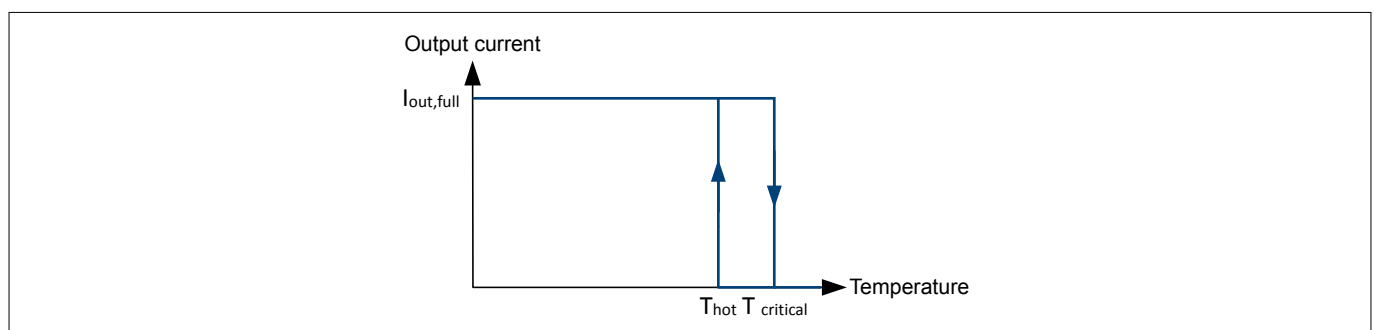 Output current
Iout,full
Temperature
Thot T critical